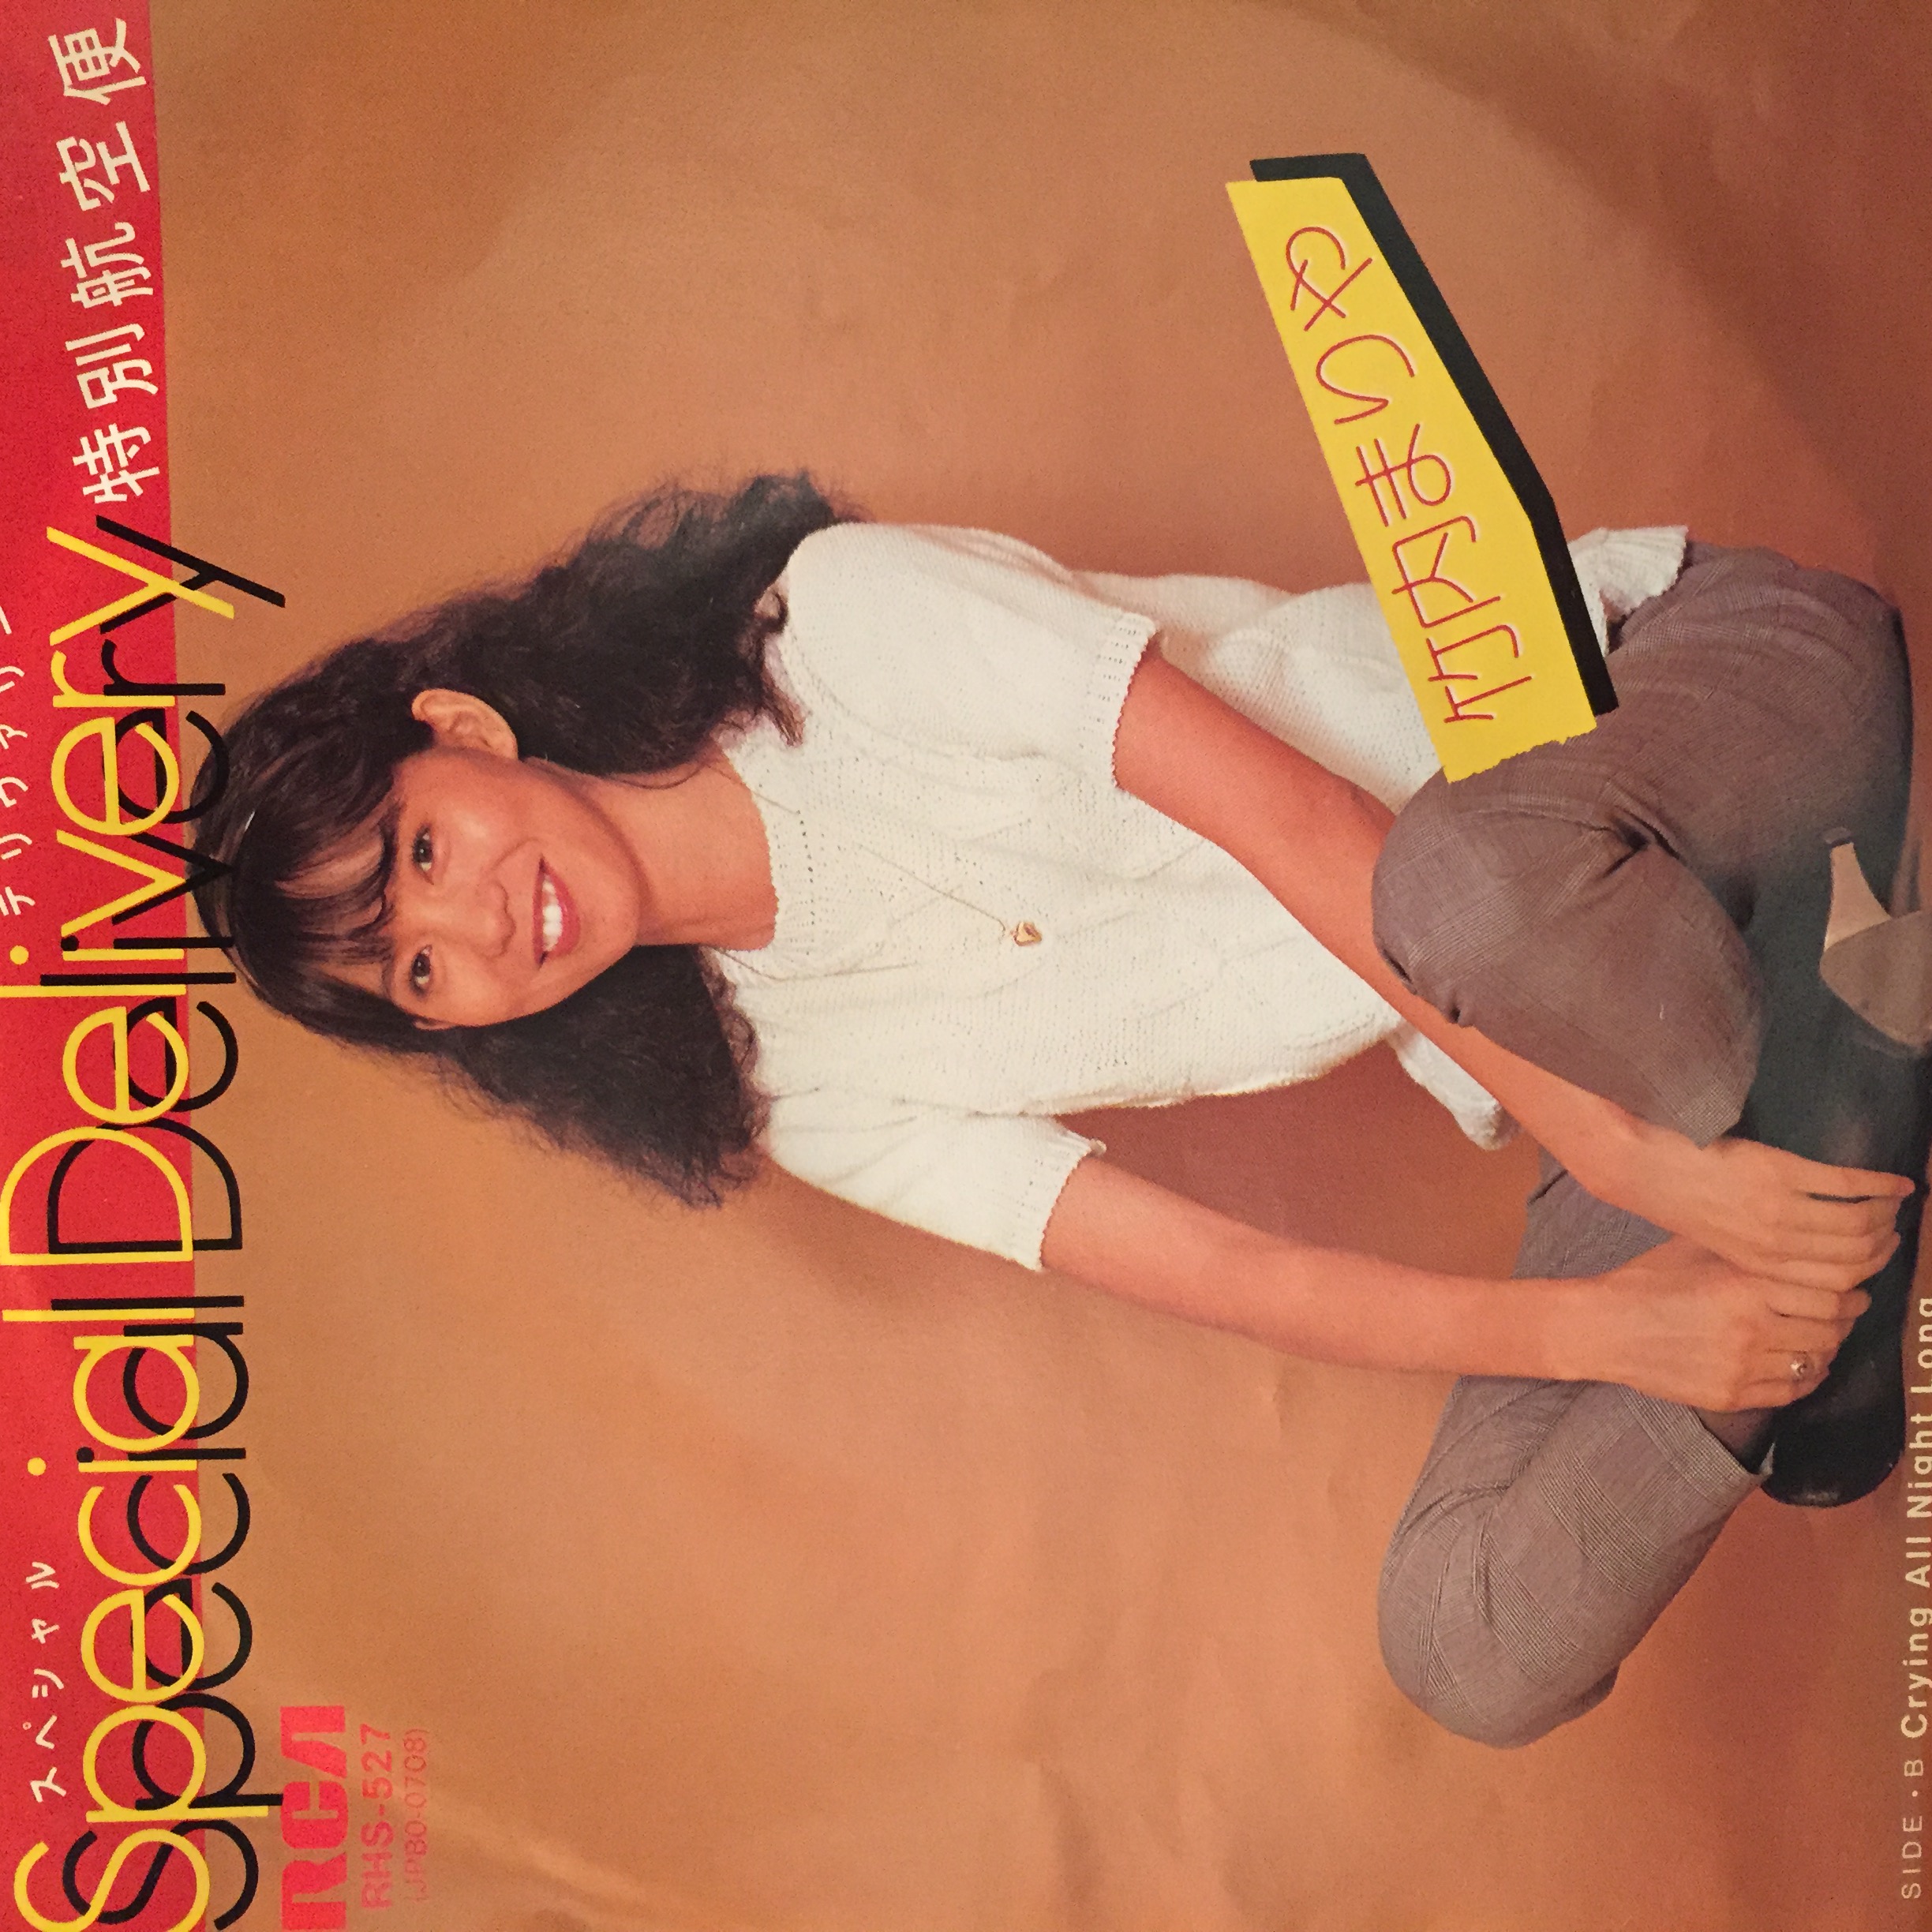 スペシャル デリヴァリー
Special Delivery 特別航空便
RCA
RHS-527
(JPB0-0708)
竹内まりや
SIDE・B Crying All Night Long